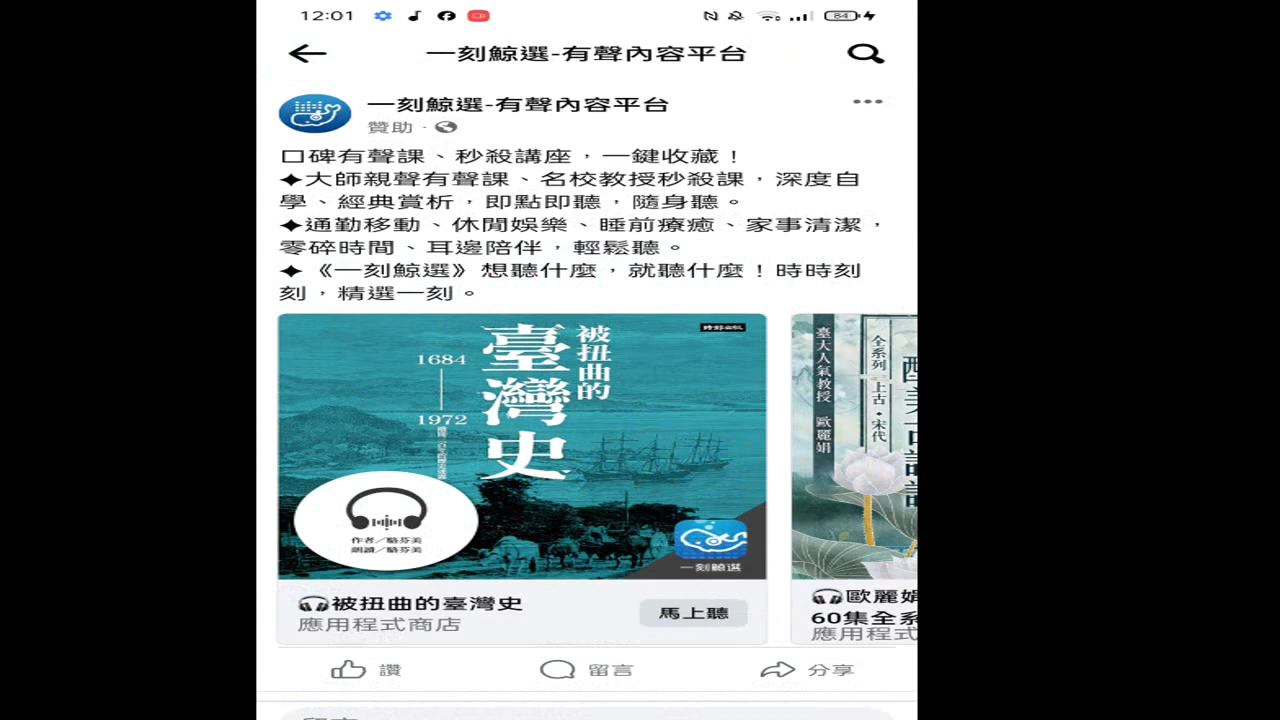 12:01
84
一刻鯨選-有聲內容平台
一刻鯨選-有聲內容平台
贊助 ·
口碑有聲課、秒殺講座，一鍵收藏！
✦大師親聲有聲課、名校教授秒殺課，深度自
學、經典賞析，即點即聽，隨身聽。
✦通勤移動、休閒娛樂、睡前療癒、家事清潔，
零碎時間、耳邊陪伴，輕鬆聽。
✦《一刻鯨選》想聽什麼，就聽什麼！時時刻
刻，精選一刻。
時報出版
被扭曲的
臺灣史
1684
1972
作者／駱芬美
朗讀／駱芬美
一刻鯨選
臺大人氣教授 歐麗娟
全系列 上古•宋代
🎧被扭曲的臺灣史
應用程式商店
馬上聽
🎧歐麗娟
60集全系
應用程式
讚
留言
分享